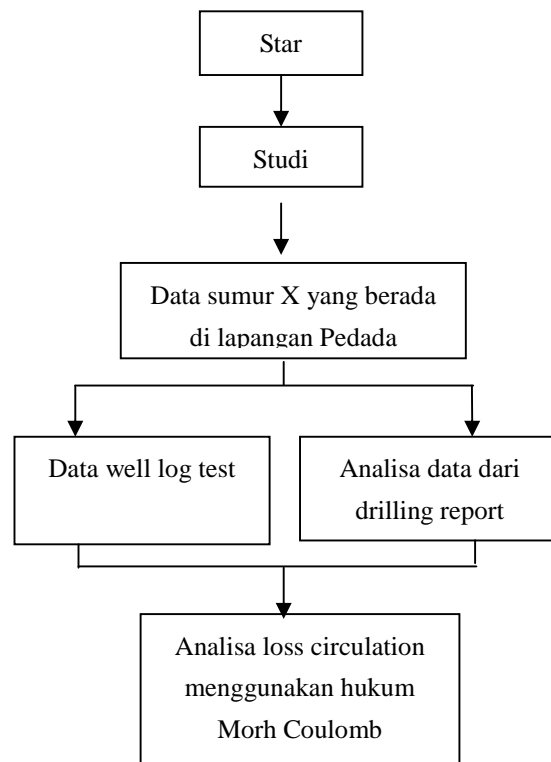 Star
Studi
Data sumur X yang berada
di lapangan Pedada
Data well log test
Analisa data dari
drilling report
Analisa loss circulation
menggunakan hukum
Morh Coulomb